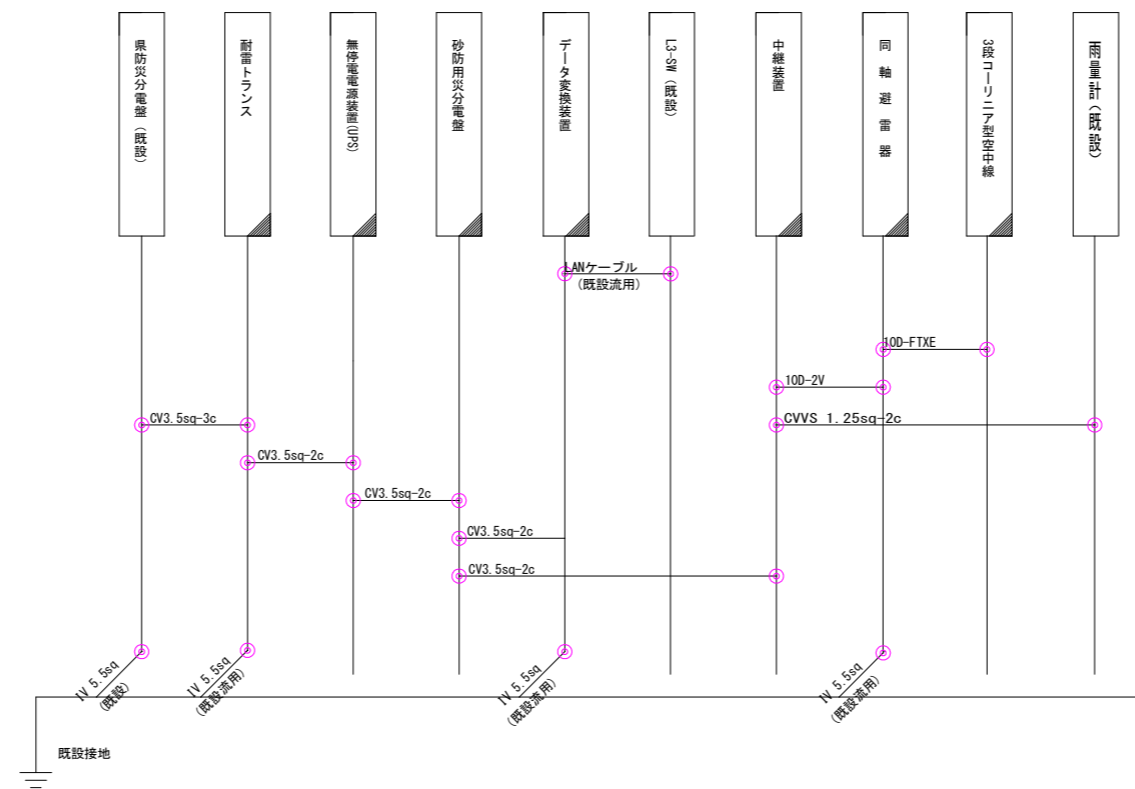 県防災分電盤（既設）
耐雷トランス
無停電電源装置(UPS)
砂防用災分電盤
データ変換装置
L3-SW（既設）
中継装置
同軸避雷器
3段コーリニア型空中線
雨量計（既設）
LANケーブル
（既設流用）
10D-FTXE
10D-2V
CV3.5sq-3c
CVVS 1.25sq-2c
CV3.5sq-2c
CV3.5sq-2c
CV3.5sq-2c
CV3.5sq-2c
IV 5.5sq
(既設)
IV 5.5sq
(既設流用)
IV 5.5sq
(既設流用)
IV 5.5sq
(既設流用)
既設接地